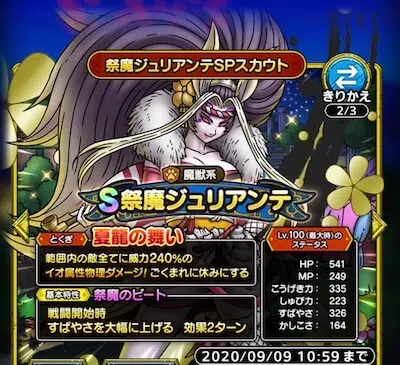 祭魔ジュリアンテSPスカウト
きりかえ
2/3
魔獣系
S 祭魔ジュリアンテ
とくぎ 夏龍の舞い
範囲内の敵全てに威力240%の
イオ属性物理ダメージ!ごくまれに休みにする
基本特性 祭魔のビート
戦闘開始時
すばやさを大幅に上げる 効果2ターン
Lv.100(最大時)の
ステータス
HP: 541
MP: 249
こうげき力: 335
しゅび力: 223
すばやさ: 326
かしこさ: 164
2020/09/09 10:59 まで